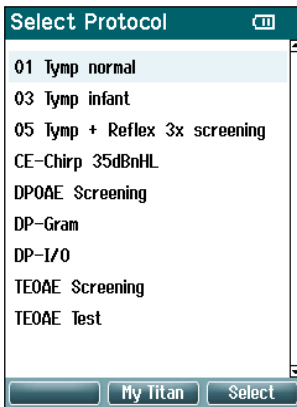 Select Protocol
01 Tymp normal
03 Tymp infant
05 Tymp + Reflex 3x screening
CE-Chirp 35dBnHL
DPOAE Screening
DP-Gram
DP-I/O
TEOAE Screening
TEOAE Test
My Titan Select